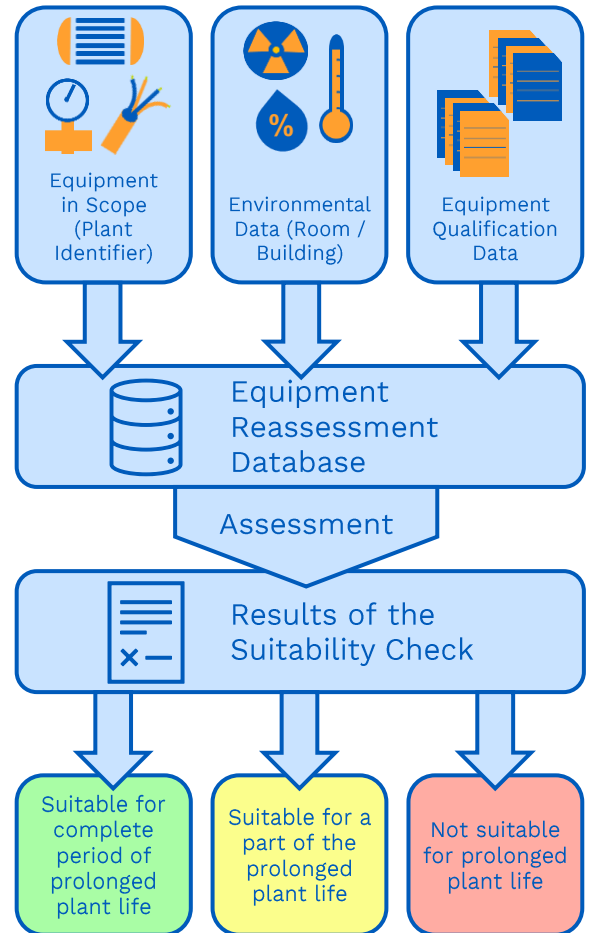 Equipment
in Scope
(Plant
Identifier)
%
Environmental
Data (Room /
Building)
Equipment
Qualification
Data
Equipment
Reassessment
Database
Assessment
Results of the
Suitability Check
Suitable for
complete
period of
prolonged
plant life
Suitable for a
part of the
prolonged
plant life
Not suitable
for prolonged
plant life